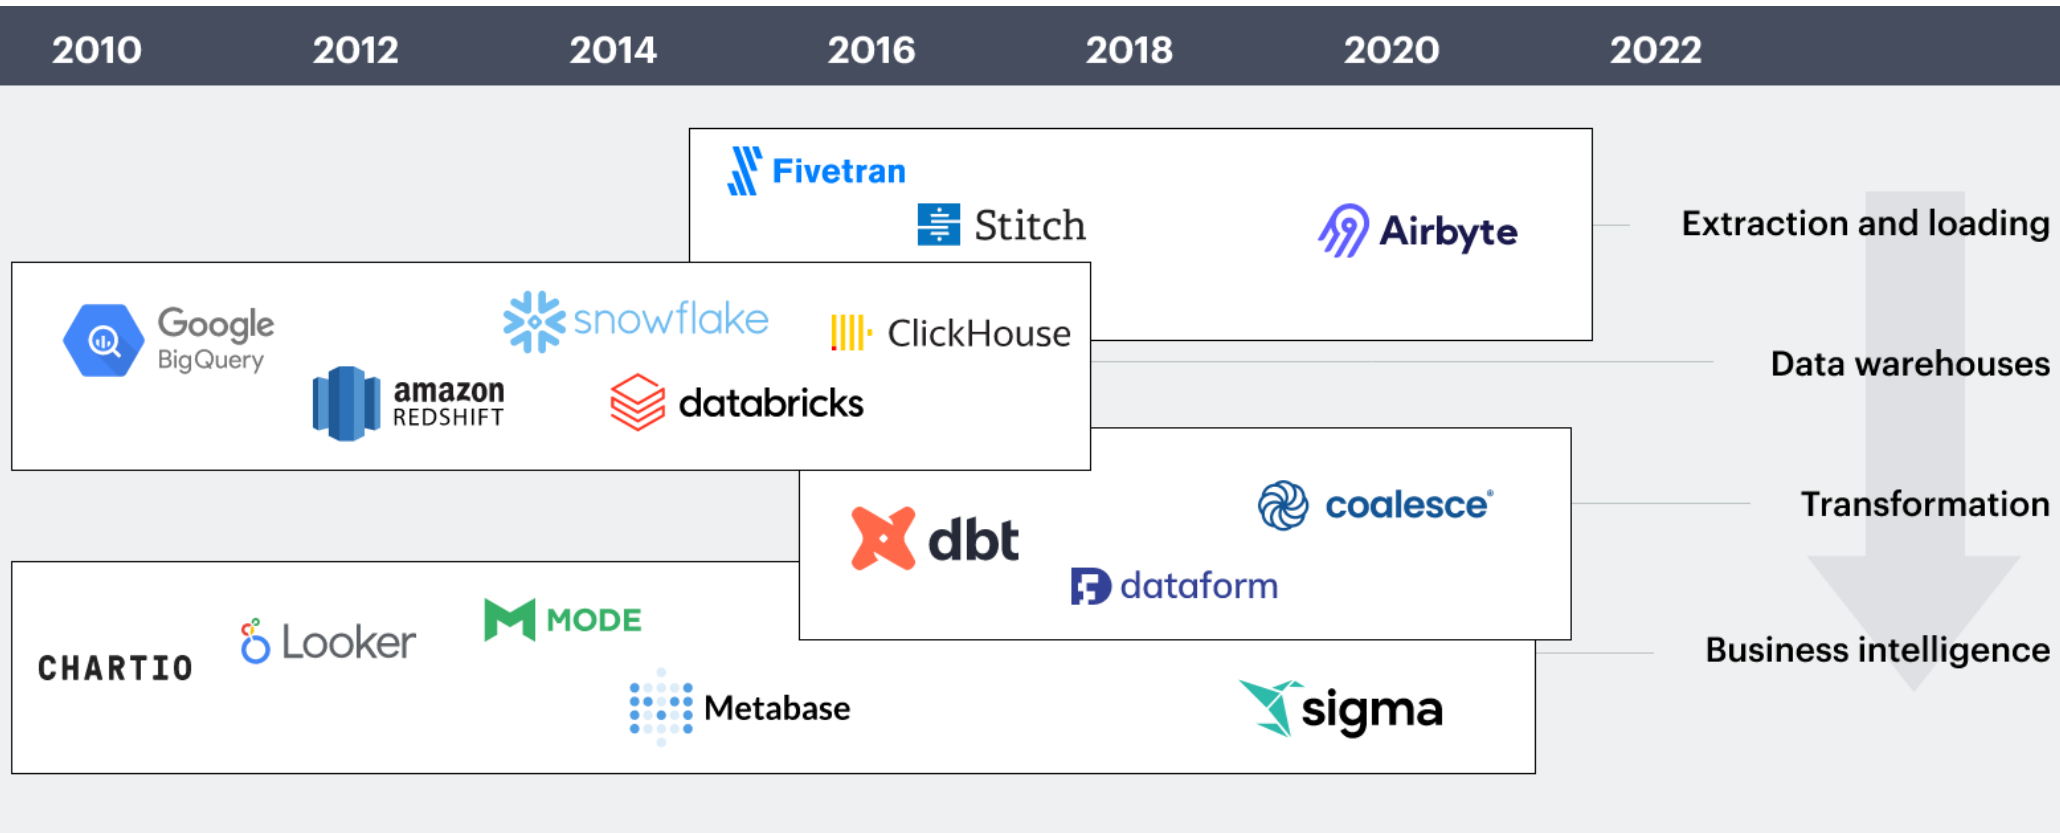 2010 2012 2014 2016 2018 2020 2022
Fivetran
Stitch
Airbyte
Extraction and loading
Google
BigQuery
amazon
REDSHIFT
snowflake
databricks
ClickHouse
Data warehouses
dbt
dataform
coalesce®
Transformation
CHARTIO
Looker
MODE
Metabase
sigma
Business intelligence